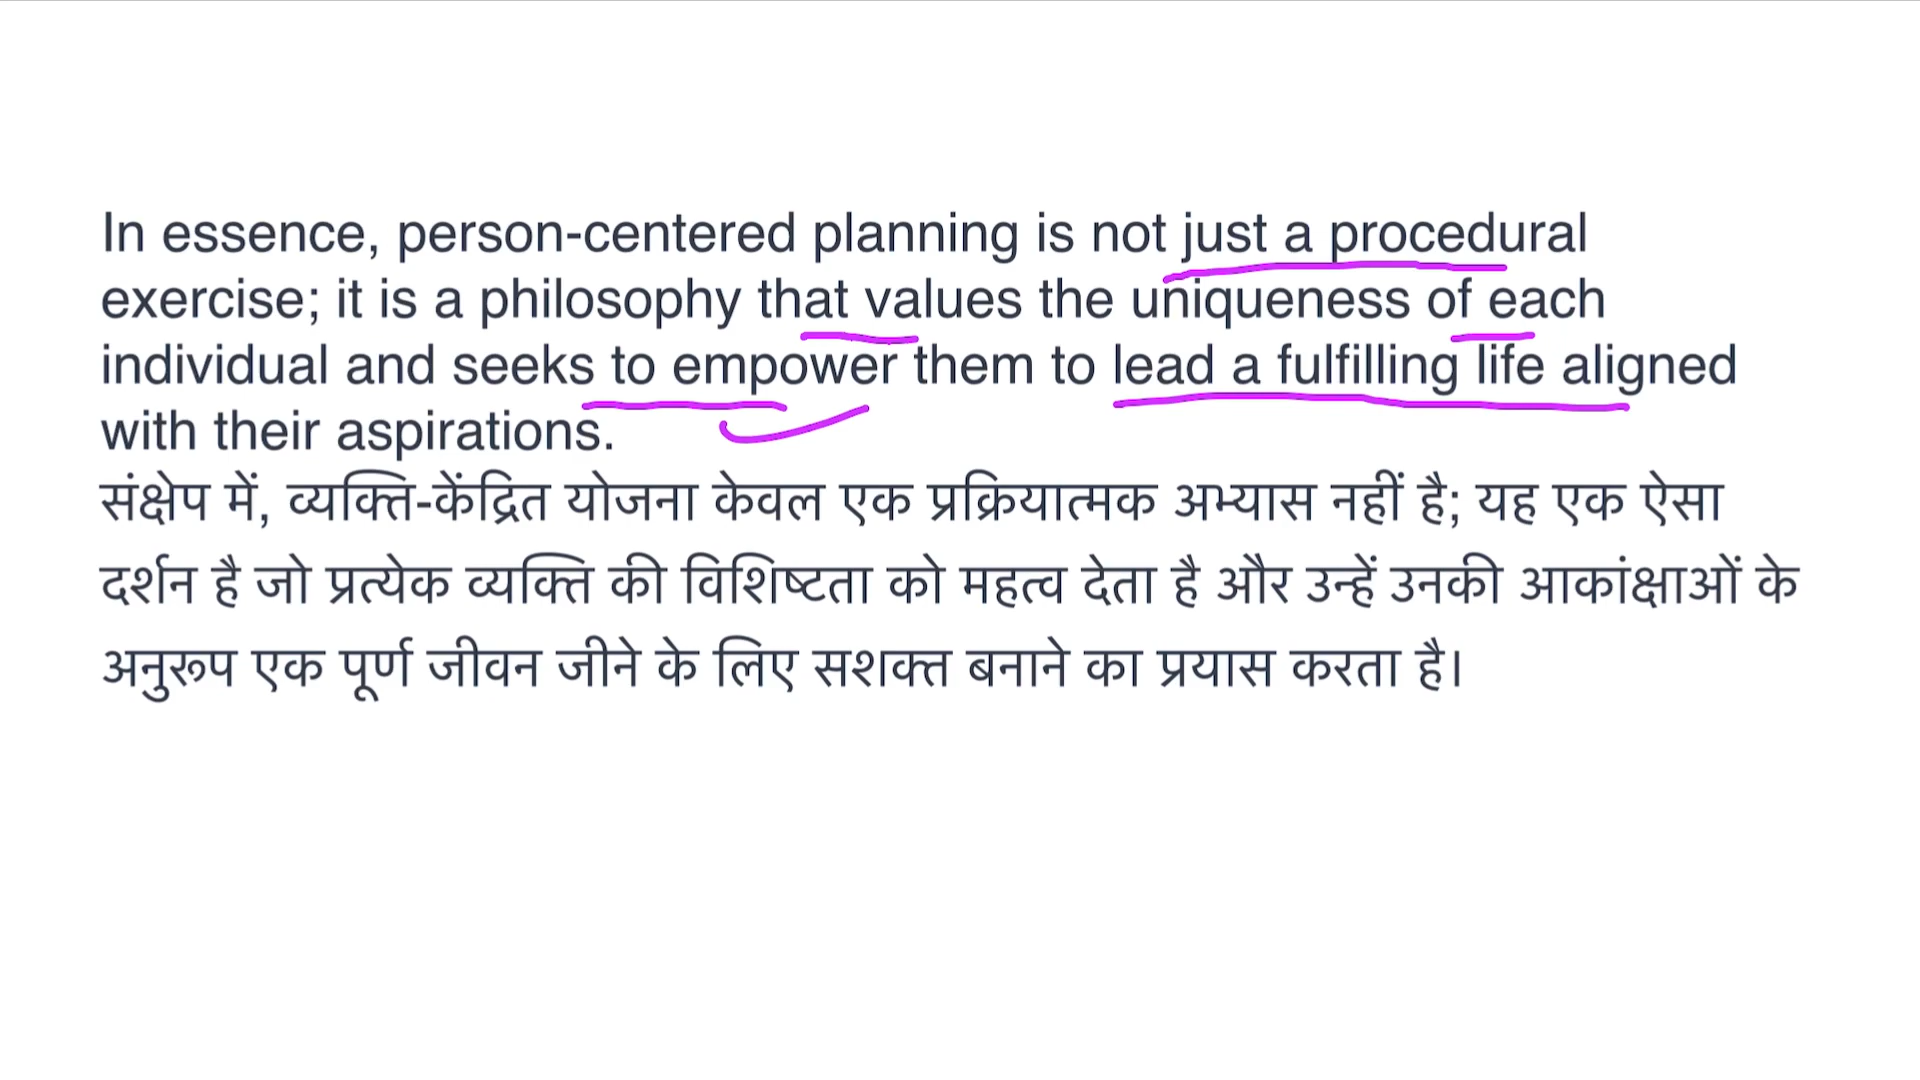 In essence, person-centered planning is not just a procedural
exercise; it is a philosophy that values the uniqueness of each
individual and seeks to empower them to lead a fulfilling life aligned
with their aspirations.
संक्षेप में, व्यक्ति-केंद्रित योजना केवल एक प्रक्रियात्मक अभ्यास नहीं है; यह एक ऐसा
दर्शन है जो प्रत्येक व्यक्ति की विशिष्टता को महत्व देता है और उन्हें उनकी आकांक्षाओं के
अनुरूप एक पूर्ण जीवन जीने के लिए सशक्त बनाने का प्रयास करता है।